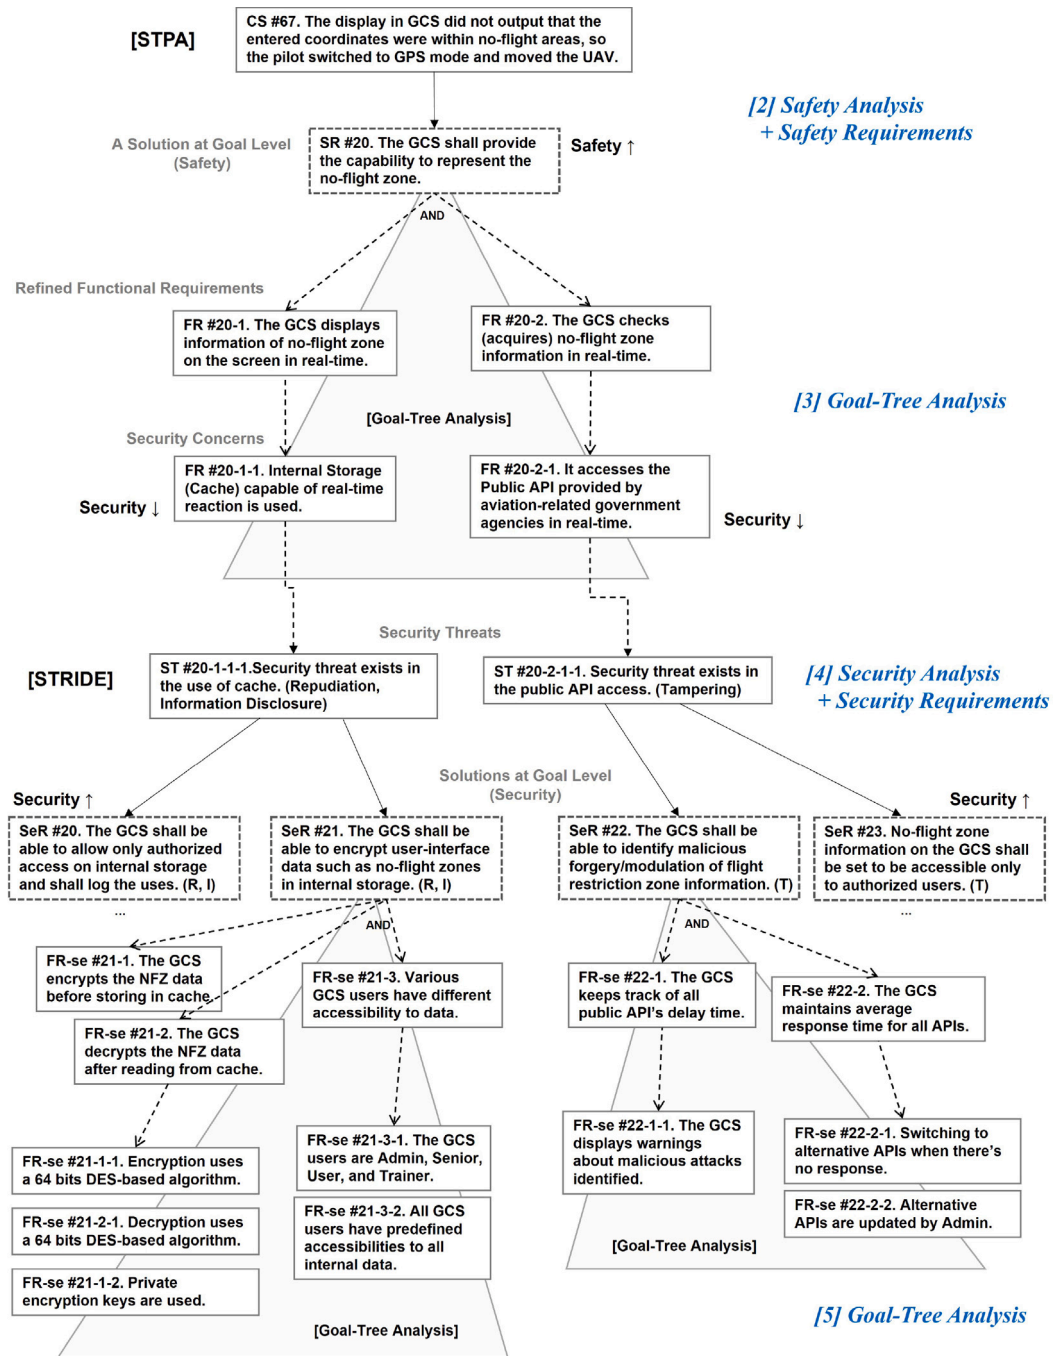 CS #67. The display in GCS did not output that the
entered coordinates were within no-flight areas, so
the pilot switched to GPS mode and moved the UAV.
[STPA]
[2] Safety Analysis
+ Safety Requirements
A Solution at Goal Level
(Safety)
SR #20. The GCS shall provide
the capability to represent the
no-flight zone.
Safety ↑
AND
Refined Functional Requirements
FR #20-1. The GCS displays
information of no-flight zone
on the screen in real-time.
FR #20-2. The GCS checks
(acquires) no-flight zone
information in real-time.
[3] Goal-Tree Analysis
[Goal-Tree Analysis]
Security Concerns
FR #20-1-1. Internal Storage
(Cache) capable of real-time
reaction is used.
Security ↓
FR #20-2-1. It accesses the
Public API provided by
aviation-related government
agencies in real-time.
Security ↓
Security Threats
[STRIDE]
ST #20-1-1-1.Security threat exists in
the use of cache. (Repudiation,
Information Disclosure)
ST #20-2-1-1. Security threat exists in
the public API access. (Tampering)
[4] Security Analysis
+ Security Requirements
Solutions at Goal Level
(Security)
Security ↑
Security ↑
SeR #20. The GCS shall be
able to allow only authorized
access on internal storage
and shall log the uses. (R, I)
...
SeR #21. The GCS shall be
able to encrypt user-interface
data such as no-flight zones
in internal storage. (R, I)
SeR #22. The GCS shall be
able to identify malicious
forgery/modulation of flight
restriction zone information. (T)
SeR #23. No-flight zone
information on the GCS shall
be set to be accessible only
to authorized users. (T)
...
AND
AND
FR-se #21-1. The GCS
encrypts the NFZ data
before storing in cache.
FR-se #21-2. The GCS
decrypts the NFZ data
after reading from cache.
FR-se #21-3. Various
GCS users have different
accessibility to data.
FR-se #22-1. The GCS
keeps track of all
public API's delay time.
FR-se #22-2. The GCS
maintains average
response time for all APIs.
FR-se #21-1-1. Encryption uses
a 64 bits DES-based algorithm.
FR-se #21-2-1. Decryption uses
a 64 bits DES-based algorithm.
FR-se #21-1-2. Private
encryption keys are used.
FR-se #21-3-1. The GCS
users are Admin, Senior,
User, and Trainer.
FR-se #21-3-2. All GCS
users have predefined
accessibilities to all
internal data.
FR-se #22-1-1. The GCS
displays warnings
about malicious attacks
identified.
FR-se #22-2-1. Switching to
alternative APIs when there's
no response.
FR-se #22-2-2. Alternative
APIs are updated by Admin.
[Goal-Tree Analysis]
[Goal-Tree Analysis]
[5] Goal-Tree Analysis